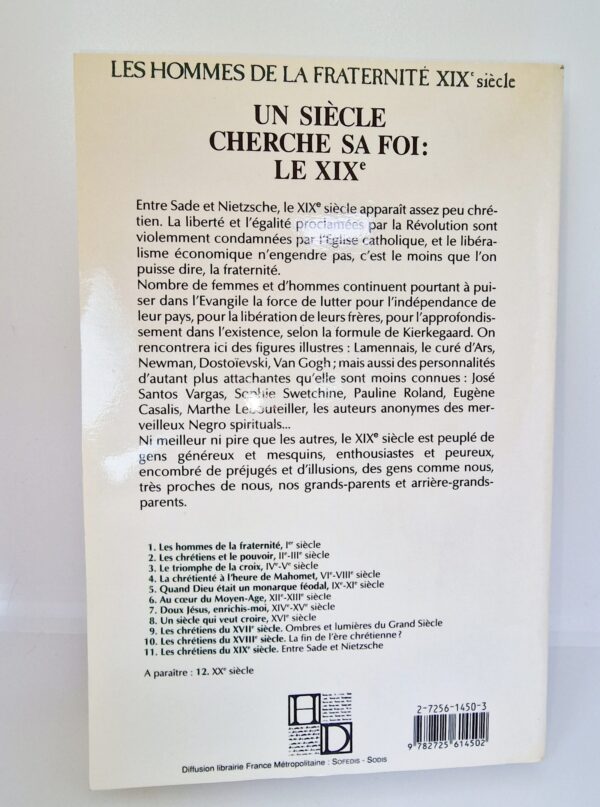 LES HOMMES DE LA FRATERNITÉ XIXe siècle
UN SIÈCLE
CHERCHE SA FOI:
LE XIXe
Entre Sade et Nietzsche, le XIXe siècle apparaît assez peu chré-
tien. La liberté et l'égalité proclamées par la Révolution sont
violemment condamnées par l'Eglise catholique, et le libéra-
lisme économique n'engendre pas, c'est le moins que l'on
puisse dire, la fraternité.
Nombre de femmes et d'hommes continuent pourtant à pui-
ser dans l'Evangile la force de lutter pour l'indépendance de
leur pays, pour la libération de leurs frères, pour l'approfondis-
sement dans l'existence, selon la formule de Kierkegaard. On
rencontrera ici des figures illustres : Lamennais, le curé d'Ars,
Newman, Dostoïevski, Van Gogh ; mais aussi des personnalités
d'autant plus attachantes qu'elle sont moins connues : José
Santos Vargas, Sophie Swetchine, Pauline Roland, Eugène
Casalis, Marthe Lebouteiller, les auteurs anonymes des mer-
veilleux Negro spirituals...
Ni meilleur ni pire que les autres, le XIXe siècle est peuplé de
gens généreux et mesquins, enthousiastes et peureux,
encombré de préjugés et d'illusions, des gens comme nous,
très proches de nous, nos grands-parents et arrière-grands-
parents.
1. Les hommes de la fraternité, Ier siècle
2. Les chrétiens et le pouvoir, IIe-IIIe siècle
3. Le triomphe de la croix, IVe-Ve siècle
4. La chrétienté à l'heure de Mahomet, VIe-VIIIe siècle
5. Quand Dieu était un monarque féodal, IXe-XIe siècle
6. Au cœur du Moyen-Age, XIIe-XIIIe siècle
7. Doux Jésus, enrichis-moi, XIVe-XVe siècle
8. Un siècle qui veut croire, XVIe siècle
9. Les chrétiens du XVIIe siècle. Ombres et lumières du Grand Siècle
10. Les chrétiens du XVIIIe siècle. La fin de l'ère chrétienne ?
11. Les chrétiens du XIXe siècle. Entre Sade et Nietzsche
A paraître : 12. XXe siècle
H
D
2-7256-1450-3
9 782725 614502
Diffusion librairie France Métropolitaine : SOFEDIS - SODIS